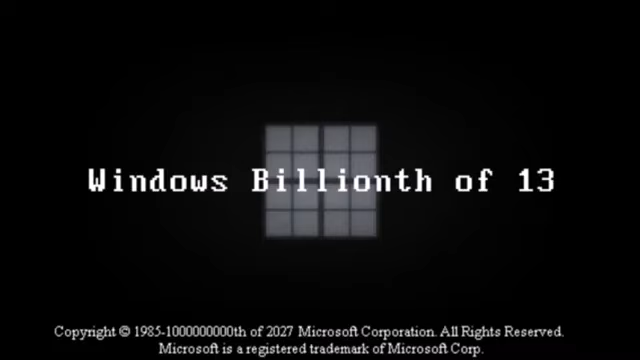 Windows Billionth of 13
Copyright © 1985-1000000000th of 2027 Microsoft Corporation. All Rights Reserved.
Microsoft is a registered trademark of Microsoft Corp.